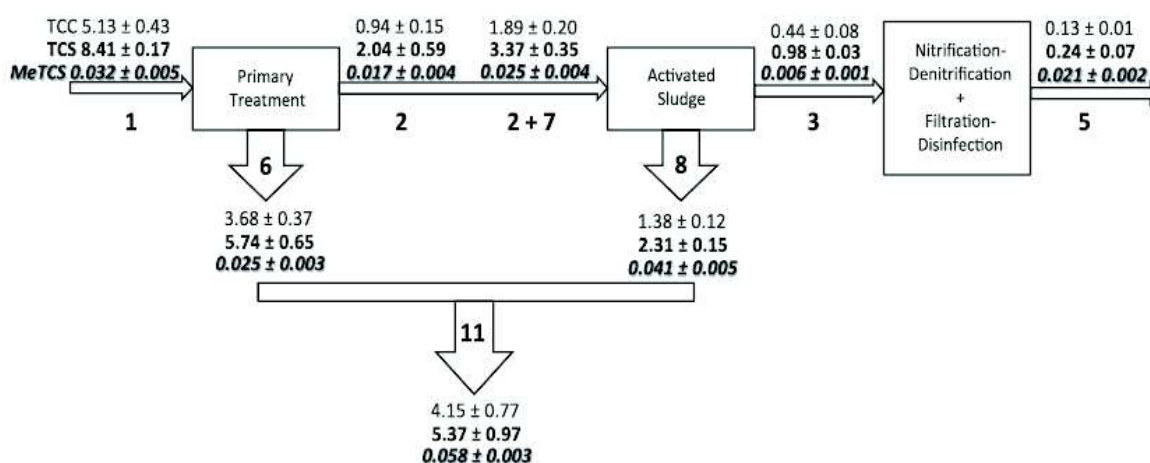 TCC 5.13 ± 0.43
TCS 8.41 ± 0.17
MeTCS 0.032 ± 0.005
1
Primary
Treatment
0.94 ± 0.15
2.04 ± 0.59
0.017 ± 0.004
2
1.89 ± 0.20
3.37 ± 0.35
0.025 ± 0.004
2 + 7
Activated
Sludge
0.44 ± 0.08
0.98 ± 0.03
0.006 ± 0.001
3
Nitrification-
Denitrification
+
Filtration-
Disinfection
0.13 ± 0.01
0.24 ± 0.07
0.021 ± 0.002
5
6
3.68 ± 0.37
5.74 ± 0.65
0.025 ± 0.003
8
1.38 ± 0.12
2.31 ± 0.15
0.041 ± 0.005
11
4.15 ± 0.77
5.37 ± 0.97
0.058 ± 0.003